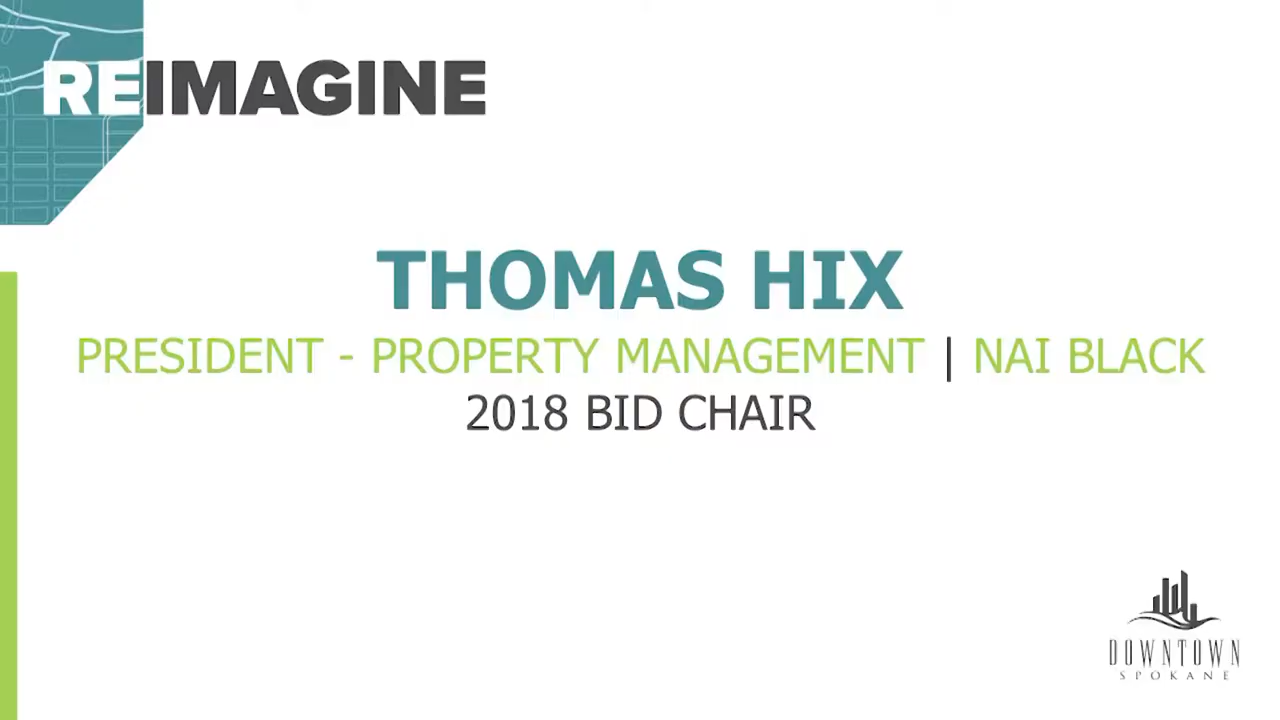 REIMAGINE
THOMAS HIX
PRESIDENT - PROPERTY MANAGEMENT | NAI BLACK
2018 BID CHAIR
DOWNTOWN
SPOKANE